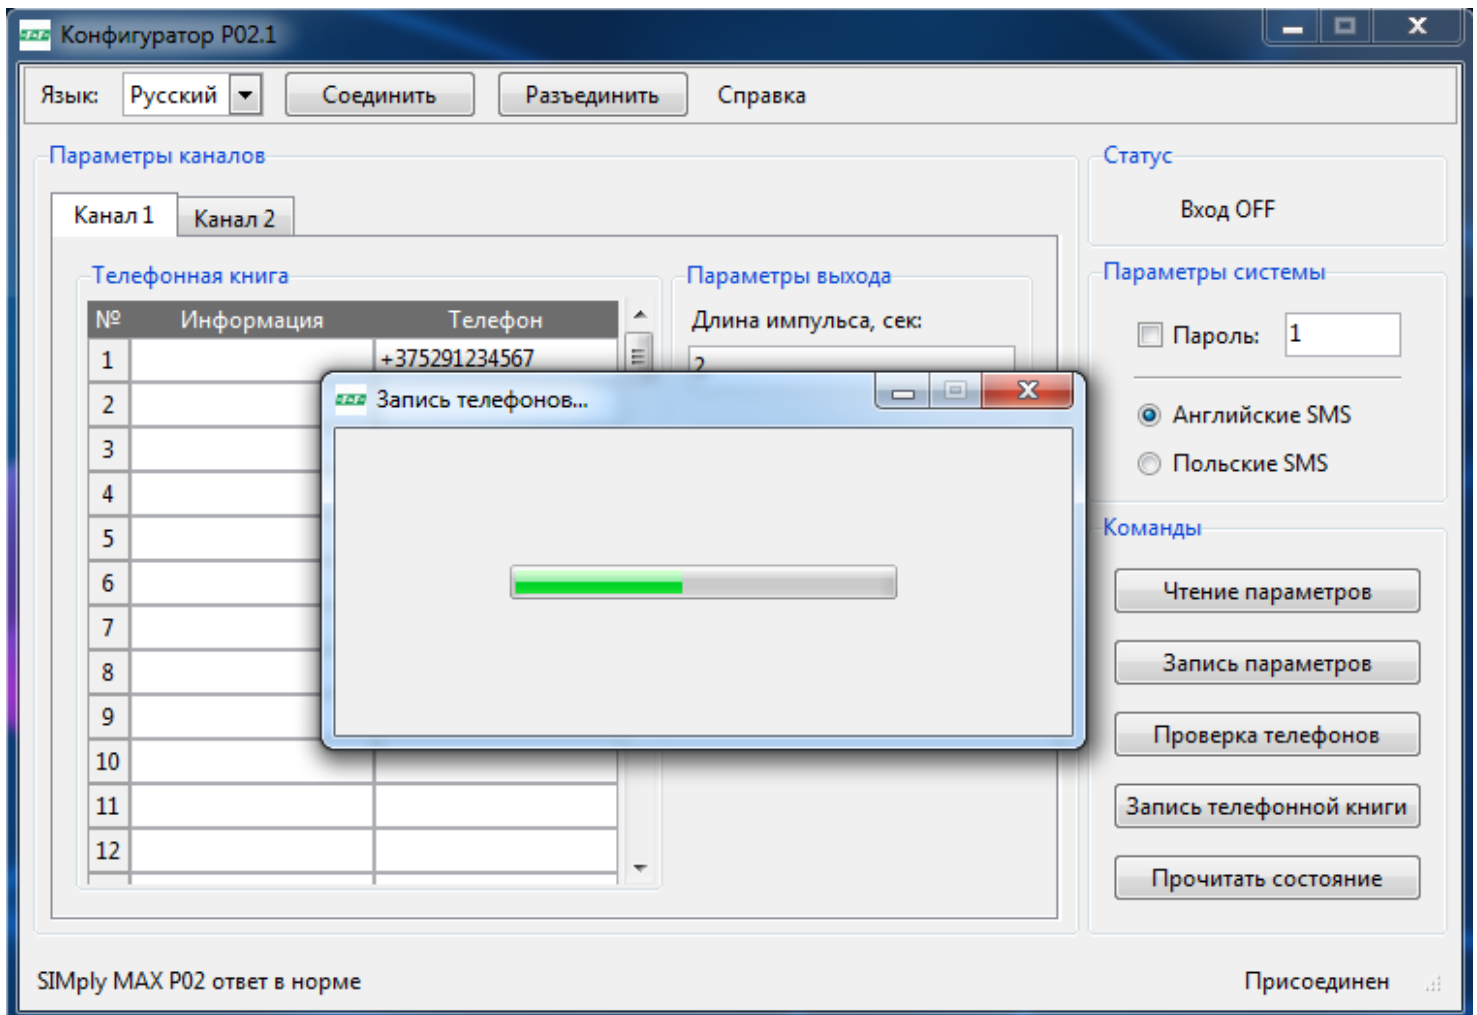 F&F Конфигуратор P02.1
Язык: Русский Соединить Разъединить Справка
Параметры каналов
Канал 1 Канал 2
Телефонная книга
№ Информация Телефон
1 +375291234567
2
3
4
5
6
7
8
9
10
11
12
Параметры выхода
Длина импульса, сек:
2
F&F Запись телефонов...
Статус
Вход OFF
Параметры системы
Пароль: 1
Английские SMS
Польские SMS
Команды
Чтение параметров
Запись параметров
Проверка телефонов
Запись телефонной книги
Прочитать состояние
SIMply MAX P02 ответ в норме
Присоединен